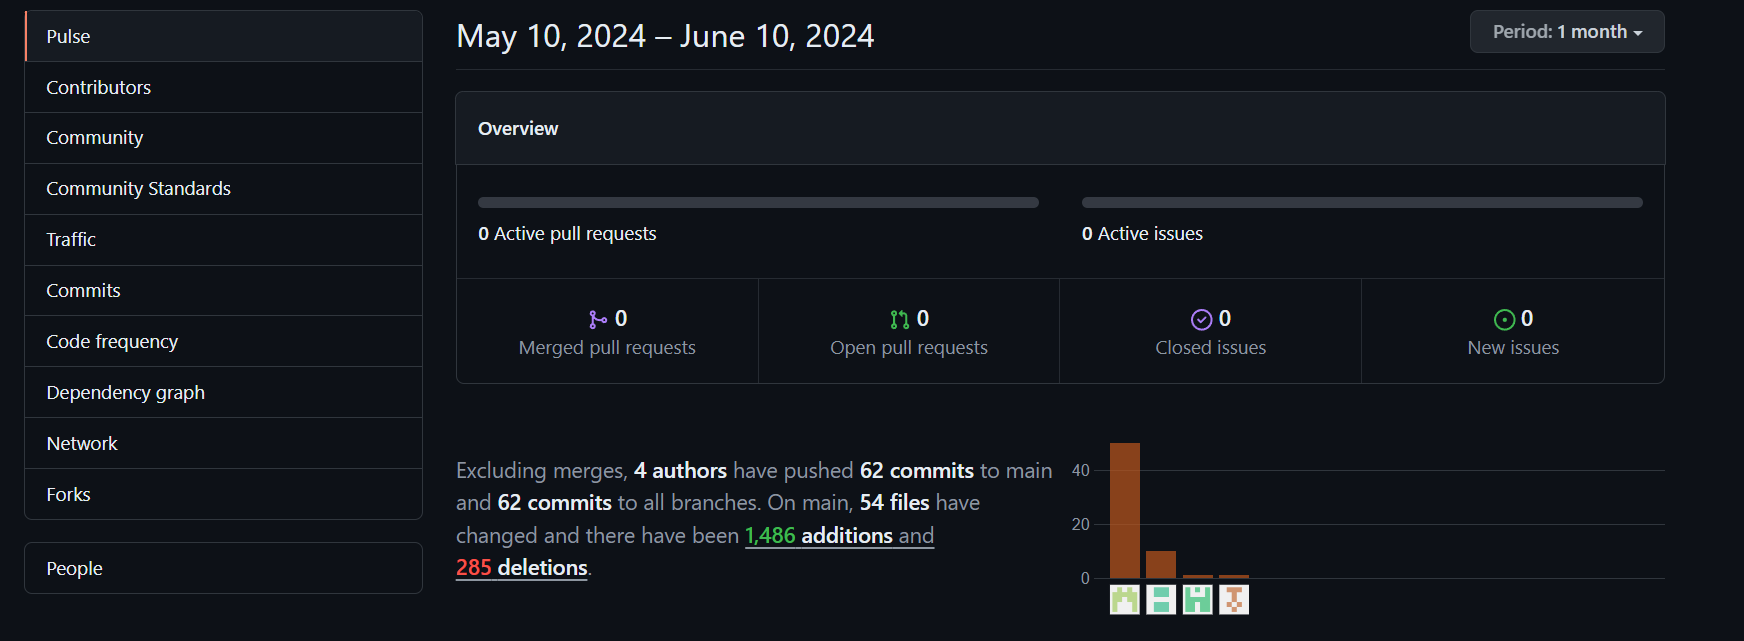 Pulse
Contributors
Community
Community Standards
Traffic
Commits
Code frequency
Dependency graph
Network
Forks
People
May 10, 2024 – June 10, 2024
Period: 1 month
Overview
0 Active pull requests
0 Active issues
0
Merged pull requests
0
Open pull requests
0
Closed issues
0
New issues
Excluding merges, 4 authors have pushed 62 commits to main
and 62 commits to all branches. On main, 54 files have
changed and there have been 1,486 additions and
285 deletions.
40
20
0